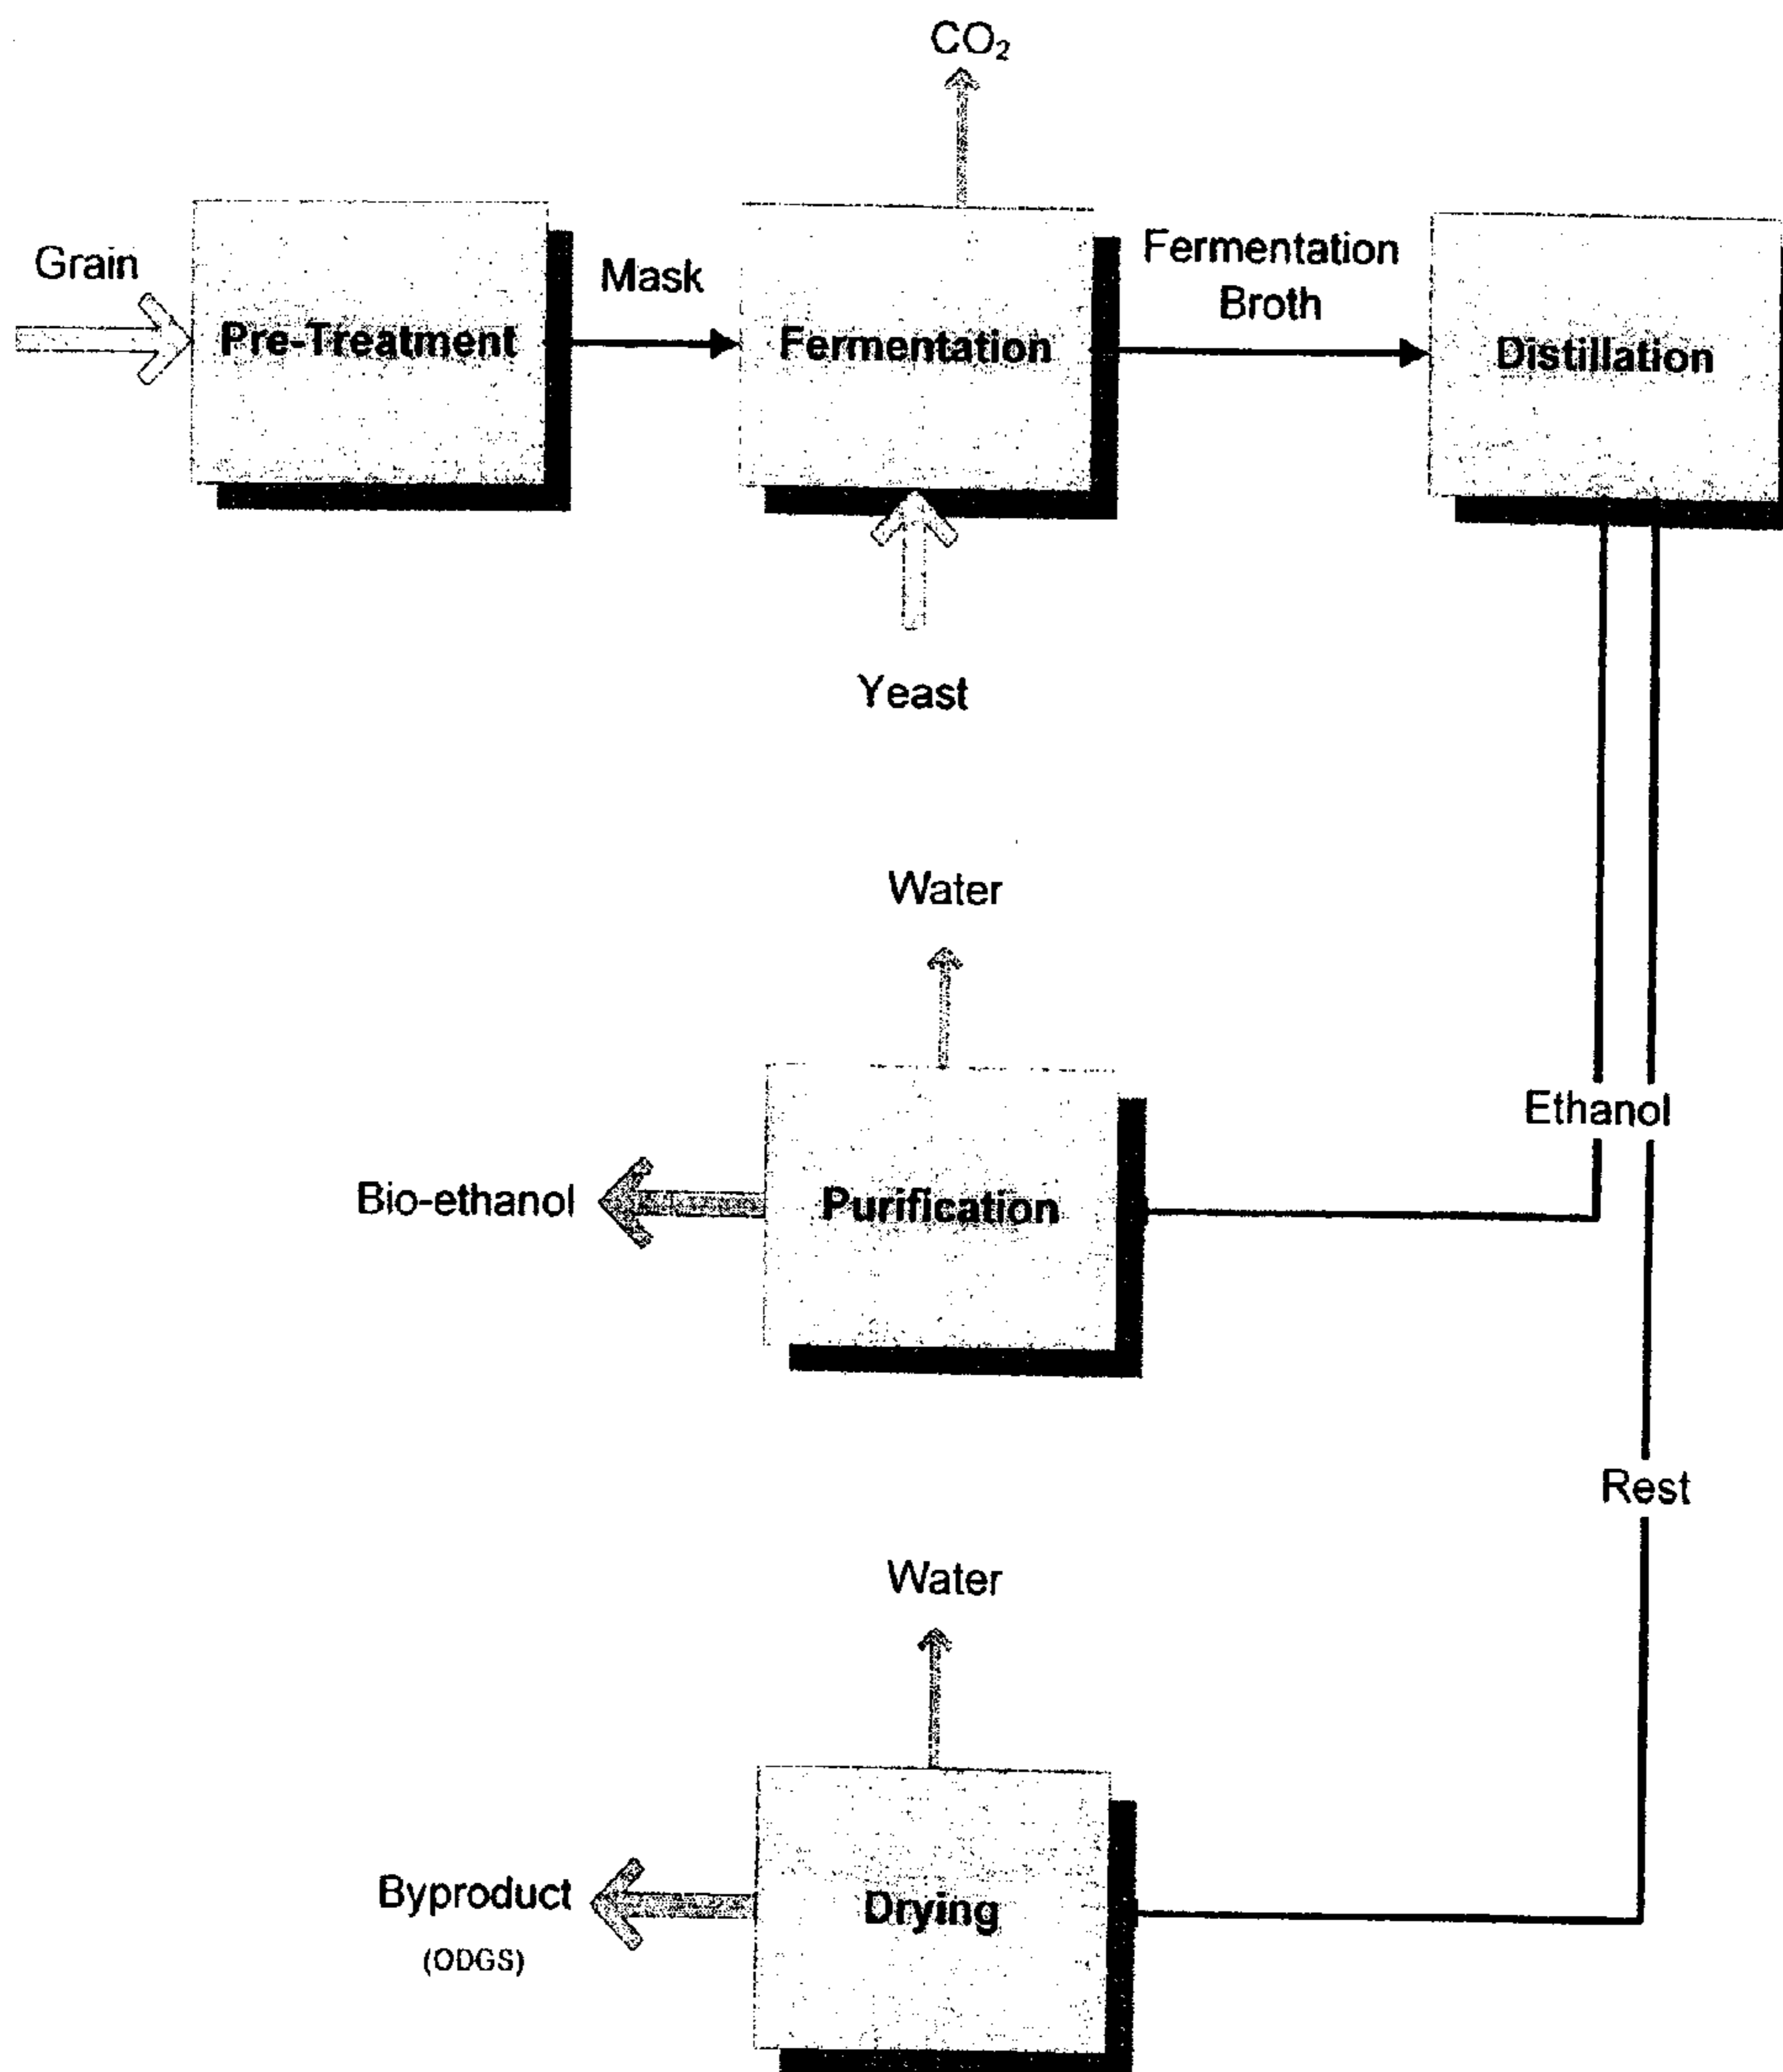 CO₂
Grain
Mask
Fermentation
Broth
Pre-Treatment
Fermentation
Distillation
Yeast
Water
Ethanol
Bio-ethanol
Purification
Rest
Water
Byproduct
(ODGS)
Drying